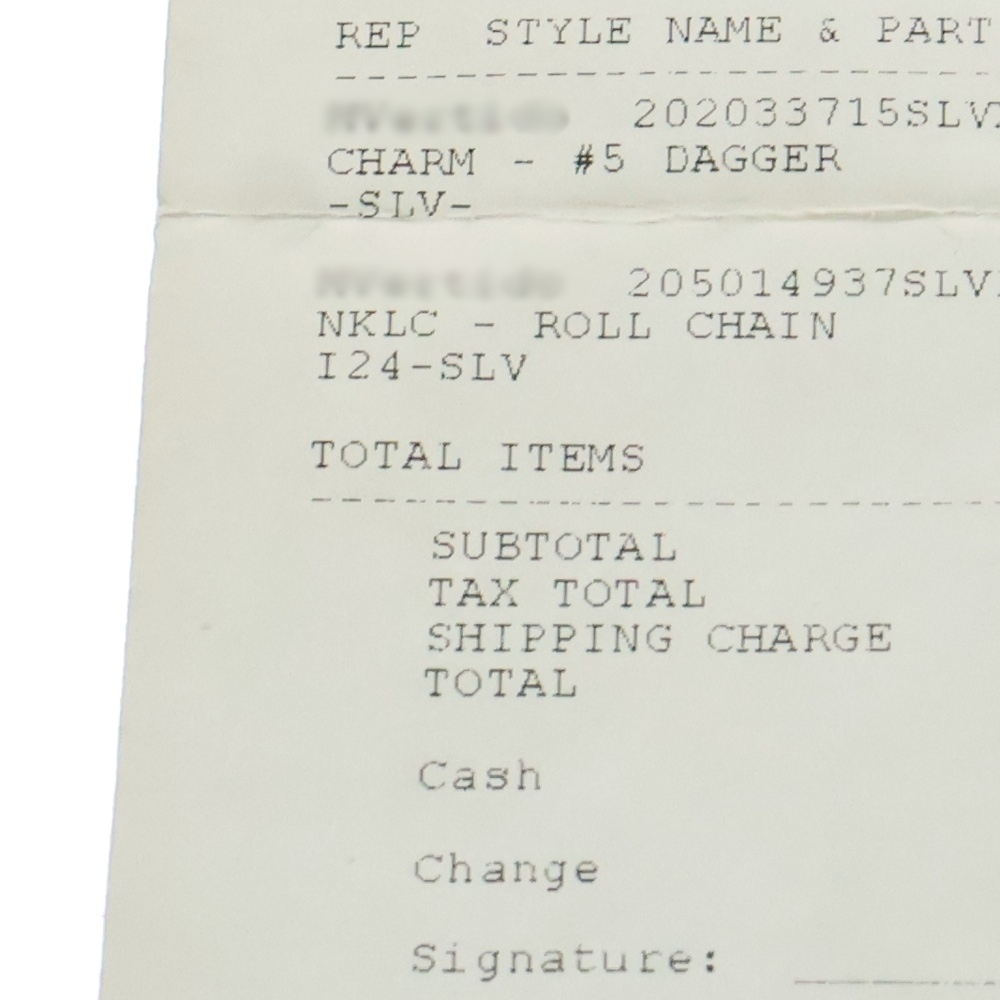 REP STYLE NAME & PART
202033715SLV
CHARM - #5 DAGGER
-SLV-
205014937SLV
NKLC - ROLL CHAIN
I24-SLV
TOTAL ITEMS
SUBTOTAL
TAX TOTAL
SHIPPING CHARGE
TOTAL
Cash
Change
Signature: